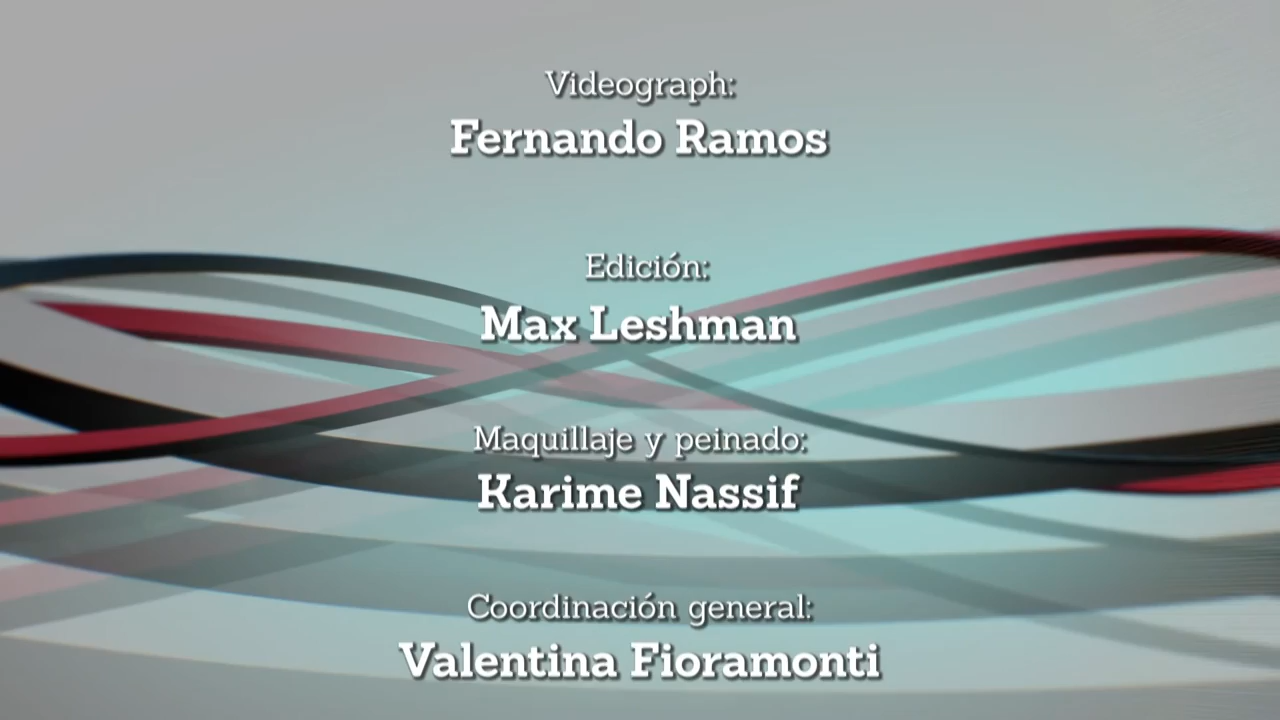 Videograph:
Fernando Ramos
Edición:
Max Leshman
Maquillaje y peinado:
Karime Nassif
Coordinación general:
Valentina Fioramonti